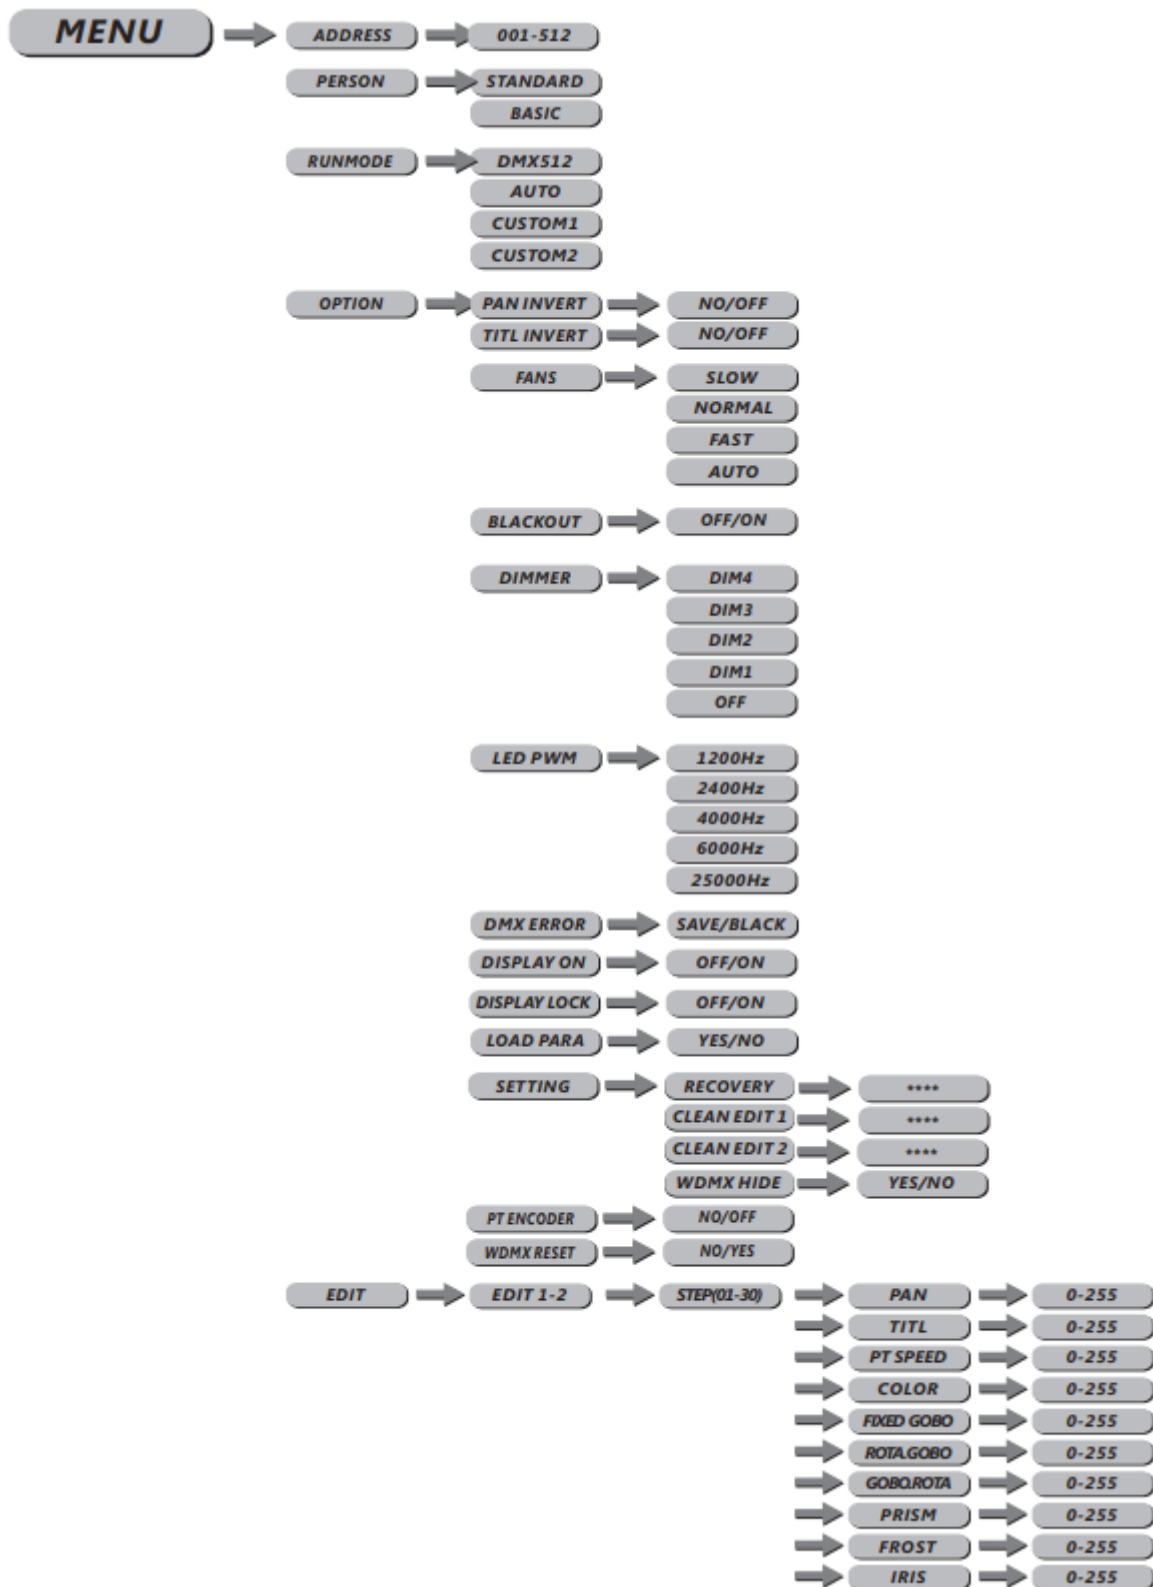 MENU ADDRESS 001-512
PERSON STANDARD
BASIC
RUNMODE DMX512
AUTO
CUSTOM1
CUSTOM2
OPTION PAN INVERT NO/OFF
TITL INVERT NO/OFF
FANS SLOW
NORMAL
FAST
AUTO
BLACKOUT OFF/ON
DIMMER DIM4
DIM3
DIM2
DIM1
OFF
LED PWM 1200Hz
2400Hz
4000Hz
6000Hz
25000Hz
DMX ERROR SAVE/BLACK
DISPLAY ON OFF/ON
DISPLAY LOCK OFF/ON
LOAD PARA YES/NO
SETTING RECOVERY ****
CLEAN EDIT 1 ****
CLEAN EDIT 2 ****
WDMX HIDE YES/NO
PT ENCODER NO/OFF
WDMX RESET NO/YES
EDIT EDIT 1-2 STEP(01-30) PAN 0-255
TITL 0-255
PT SPEED 0-255
COLOR 0-255
FIXED GOBO 0-255
ROTA.GOBO 0-255
GOBO.ROTA 0-255
PRISM 0-255
FROST 0-255
IRIS 0-255